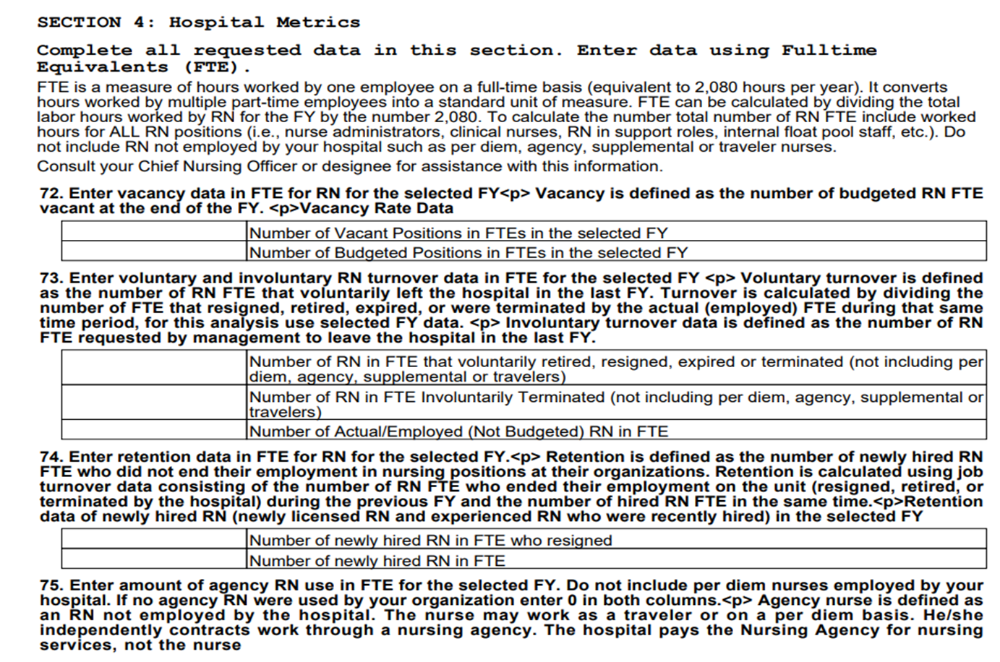 SECTION 4: Hospital Metrics
Complete all requested data in this section. Enter data using Fulltime
Equivalents (FTE).
FTE is a measure of hours worked by one employee on a full-time basis (equivalent to 2,080 hours per year). It converts
hours worked by multiple part-time employees into a standard unit of measure. FTE can be calculated by dividing the total
labor hours worked by RN for the FY by the number 2,080. To calculate the number total number of RN FTE include worked
hours for ALL RN positions (i.e., nurse administrators, clinical nurses, RN in support roles, internal float pool staff, etc.). Do
not include RN not employed by your hospital such as per diem, agency, supplemental or traveler nurses.
Consult your Chief Nursing Officer or designee for assistance with this information.
72. Enter vacancy data in FTE for RN for the selected FY<p> Vacancy is defined as the number of budgeted RN FTE
vacant at the end of the FY. <p>Vacancy Rate Data
Number of Vacant Positions in FTEs in the selected FY
Number of Budgeted Positions in FTEs in the selected FY
73. Enter voluntary and involuntary RN turnover data in FTE for the selected FY <p> Voluntary turnover is defined
as the number of RN FTE that voluntarily left the hospital in the last FY. Turnover is calculated by dividing the
number of FTE that resigned, retired, expired, or were terminated by the actual (employed) FTE during that same
time period, for this analysis use selected FY data. <p> Involuntary turnover data is defined as the number of RN
FTE requested by management to leave the hospital in the last FY.
Number of RN in FTE that voluntarily retired, resigned, expired or terminated (not including per
diem, agency, supplemental or travelers)
Number of RN in FTE Involuntarily Terminated (not including per diem, agency, supplemental or
travelers)
Number of Actual/Employed (Not Budgeted) RN in FTE
74. Enter retention data in FTE for RN for the selected FY.<p> Retention is defined as the number of newly hired RN
FTE who did not end their employment in nursing positions at their organizations. Retention is calculated using job
turnover data consisting of the number of RN FTE who ended their employment on the unit (resigned, retired, or
terminated by the hospital) during the previous FY and the number of hired RN FTE in the same time.<p>Retention
data of newly hired RN (newly licensed RN and experienced RN who were recently hired) in the selected FY
Number of newly hired RN in FTE who resigned
Number of newly hired RN in FTE
75. Enter amount of agency RN use in FTE for the selected FY. Do not include per diem nurses employed by your
hospital. If no agency RN were used by your organization enter 0 in both columns.<p> Agency nurse is defined as
an RN not employed by the hospital. The nurse may work as a traveler or on a per diem basis. He/she
independently contracts work through a nursing agency. The hospital pays the Nursing Agency for nursing
services, not the nurse